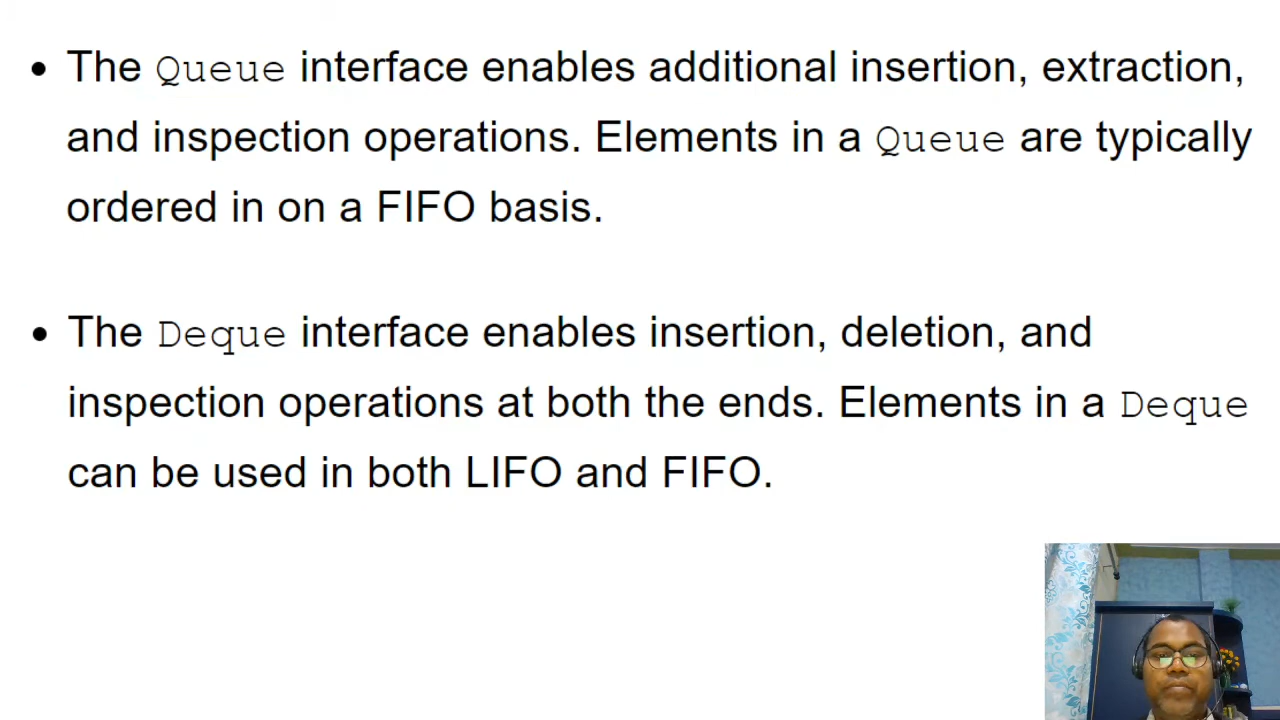 • The Queue interface enables additional insertion, extraction,
and inspection operations. Elements in a Queue are typically
ordered in on a FIFO basis.
• The Deque interface enables insertion, deletion, and
inspection operations at both the ends. Elements in a Deque
can be used in both LIFO and FIFO.